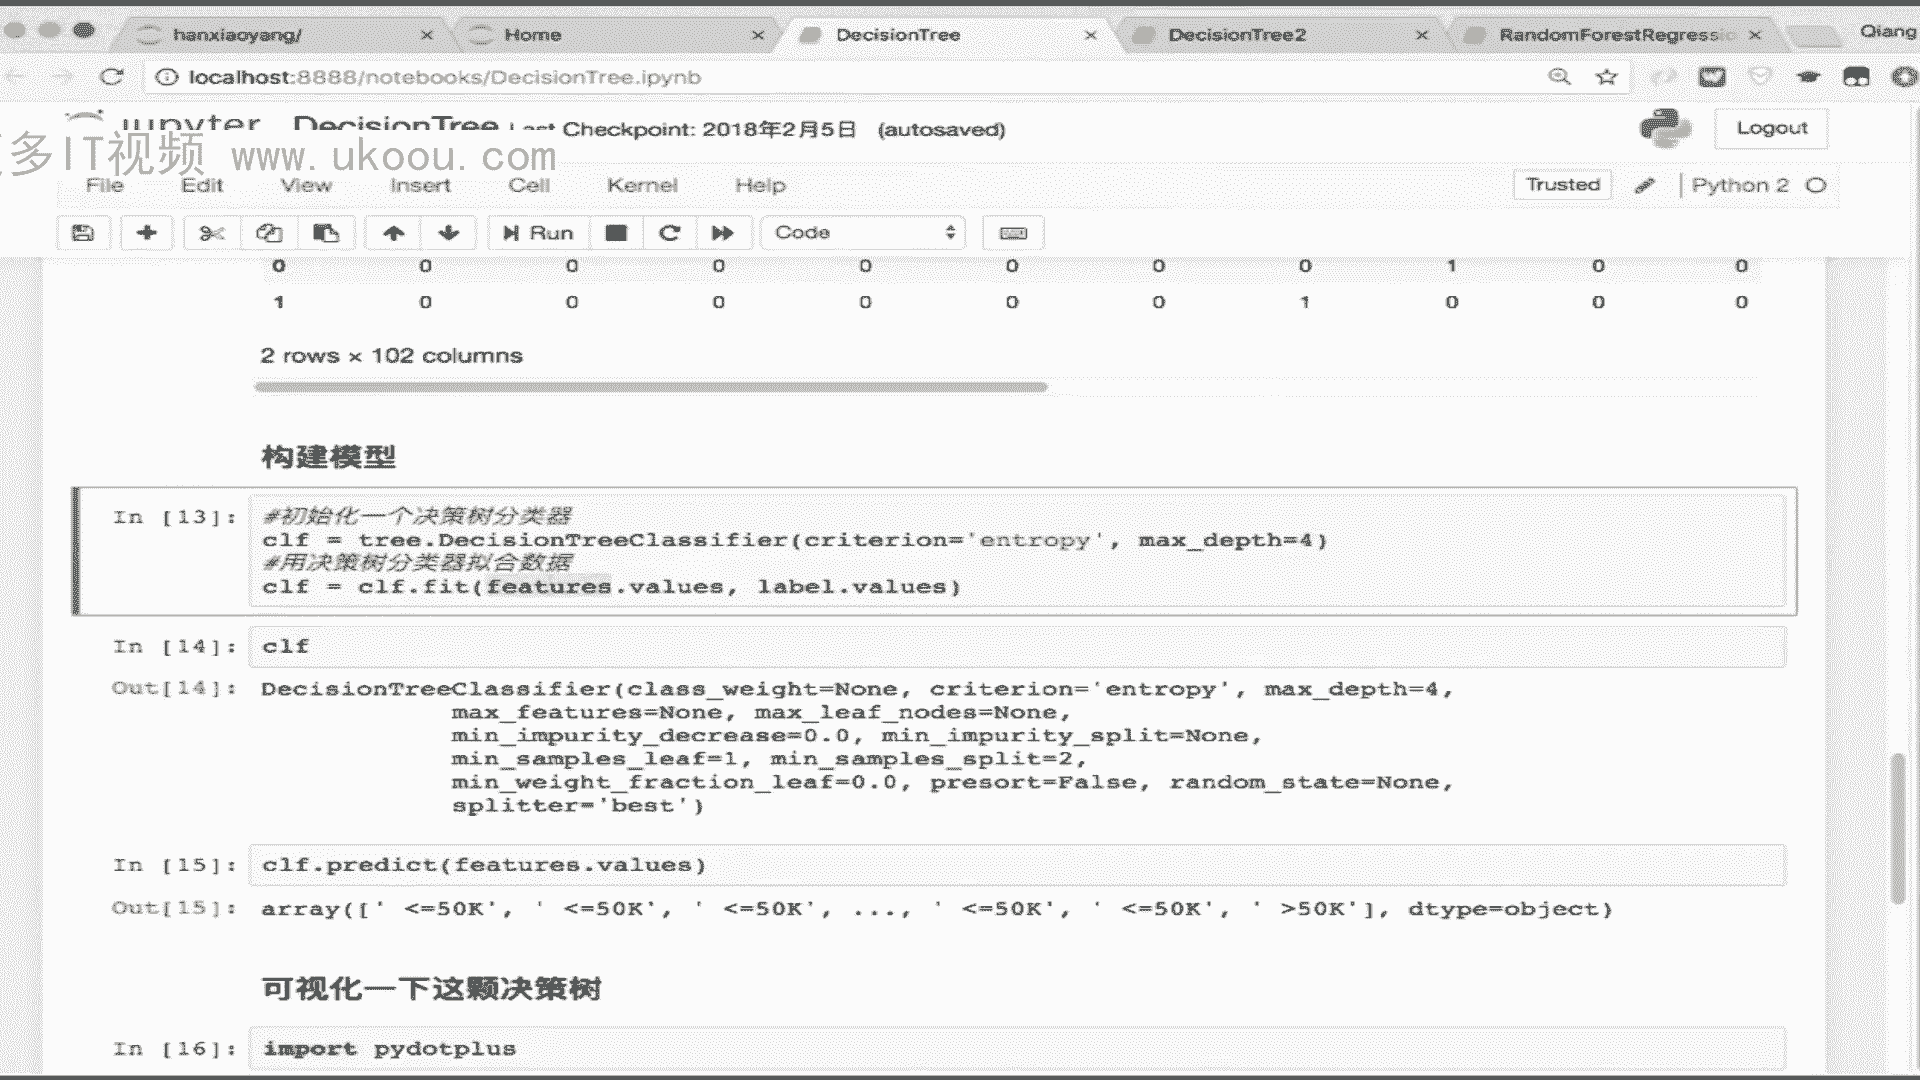 hanxiaoyang/
Home
DecisionTree
DecisionTree2
RandomForestRegressio
Qiang
localhost:8888/notebooks/DecisionTree.ipynb
jupyter DecisionTree Last Checkpoint: 2018年2月5日 (autosaved)
Logout
多IT视频 www.ukoou.com
File Edit View Insert Cell Kernel Help
Trusted
Python 2
Run
Code
0 0 0 0 0 0 0 0 1 0 0
1 0 0 0 0 0 0 1 0 0 0
2 rows × 102 columns
构建模型
In [13]: #初始化一个决策树分类器
clf = tree.DecisionTreeClassifier(criterion='entropy', max_depth=4)
#用决策树分类器拟合数据
clf = clf.fit(features.values, label.values)
In [14]: clf
Out[14]: DecisionTreeClassifier(class_weight=None, criterion='entropy', max_depth=4,
max_features=None, max_leaf_nodes=None,
min_impurity_decrease=0.0, min_impurity_split=None,
min_samples_leaf=1, min_samples_split=2,
min_weight_fraction_leaf=0.0, presort=False, random_state=None,
splitter='best')
In [15]: clf.predict(features.values)
Out[15]: array([' <=50K', ' <=50K', ' <=50K', ..., ' <=50K', ' <=50K', ' >50K'], dtype=object)
可视化一下这颗决策树
In [16]: import pydotplus